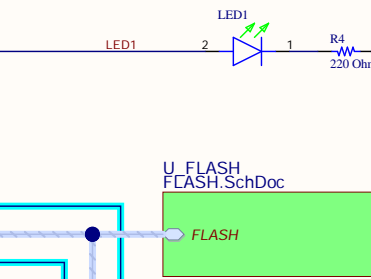 LED1
LED1 2 1
R4
220 Ohm
U_FLASH
FLASH.SchDoc
FLASH